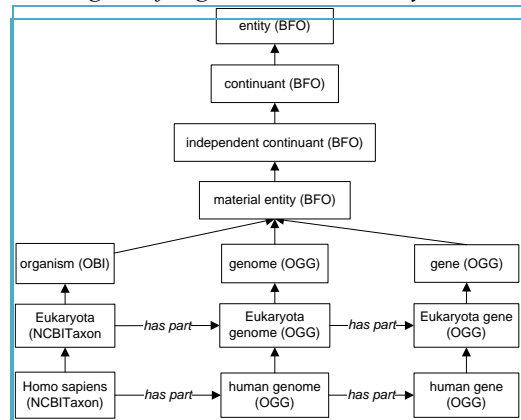 entity (BFO)
continuant (BFO)
independent continuant (BFO)
material entity (BFO)
organism (OBI)
genome (OGG)
gene (OGG)
Eukaryota
(NCBITaxon
has part
Eukaryota
genome (OGG)
has part
Eukaryota gene
(OGG)
Homo sapiens
(NCBITaxon)
has part
human genome
(OGG)
has part
human gene
(OGG)